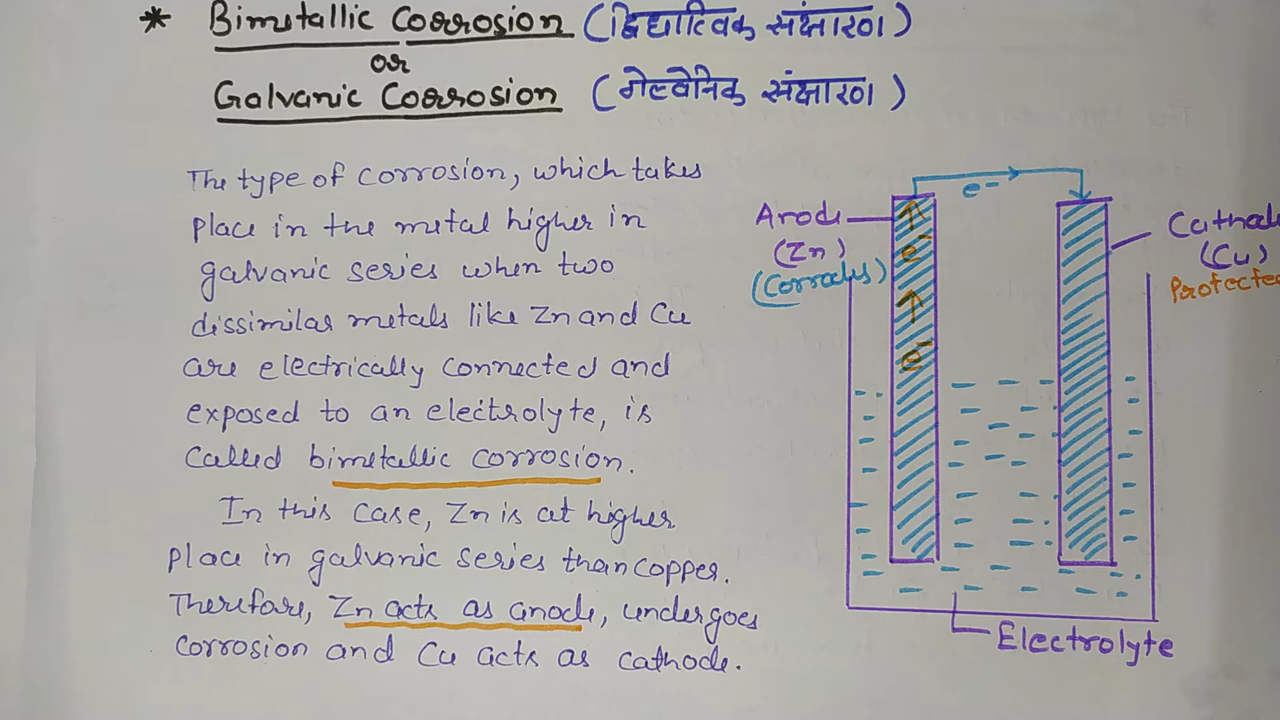 * Bimetallic Corrosion (द्विधात्विक संक्षारण)
or
Galvanic Corrosion (गेल्वेनिक संक्षारण)
The type of corrosion, which takes
place in the metal higher in
galvanic series when two
dissimilar metals like Zn and Cu
are electrically connected and
exposed to an electrolyte, is
called bimetallic corrosion.
In this case, Zn is at higher
place in galvanic series than copper.
Therefore, Zn acts as anode, undergoes
corrosion and Cu acts as cathode.
e-
Anode
(Zn)
(Corrodes)
e-
e-
Cathode
(Cu)
Protected
Electrolyte